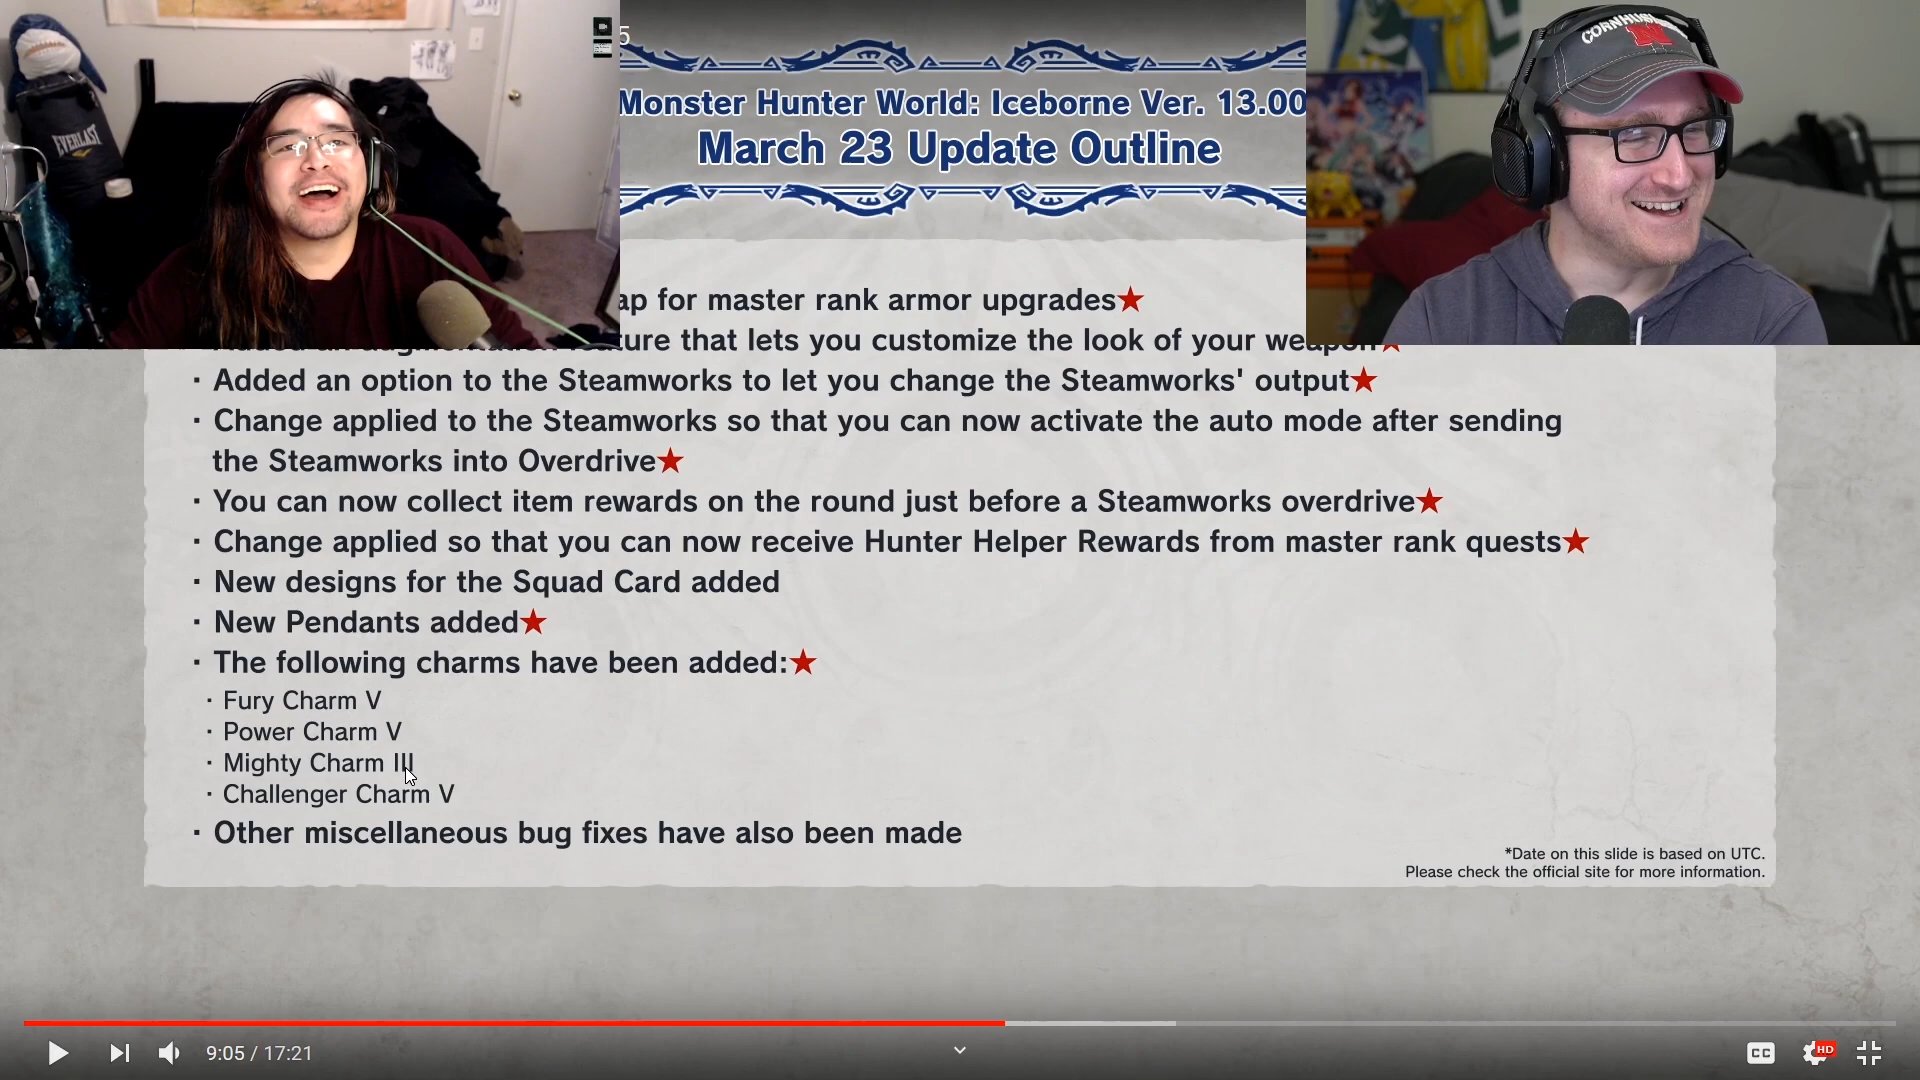 5
Monster Hunter World: Iceborne Ver. 13.00
March 23 Update Outline
EVERLAST
CORNHUS
N
ap for master rank armor upgrades★
ture that lets you customize the look of your weapon★
· Added an option to the Steamworks to let you change the Steamworks' output★
· Change applied to the Steamworks so that you can now activate the auto mode after sending
the Steamworks into Overdrive★
· You can now collect item rewards on the round just before a Steamworks overdrive★
· Change applied so that you can now receive Hunter Helper Rewards from master rank quests★
· New designs for the Squad Card added
· New Pendants added★
· The following charms have been added:★
· Fury Charm V
· Power Charm V
· Mighty Charm III
· Challenger Charm V
· Other miscellaneous bug fixes have also been made
*Date on this slide is based on UTC.
Please check the official site for more information.
9:05 / 17:21
CC
HD